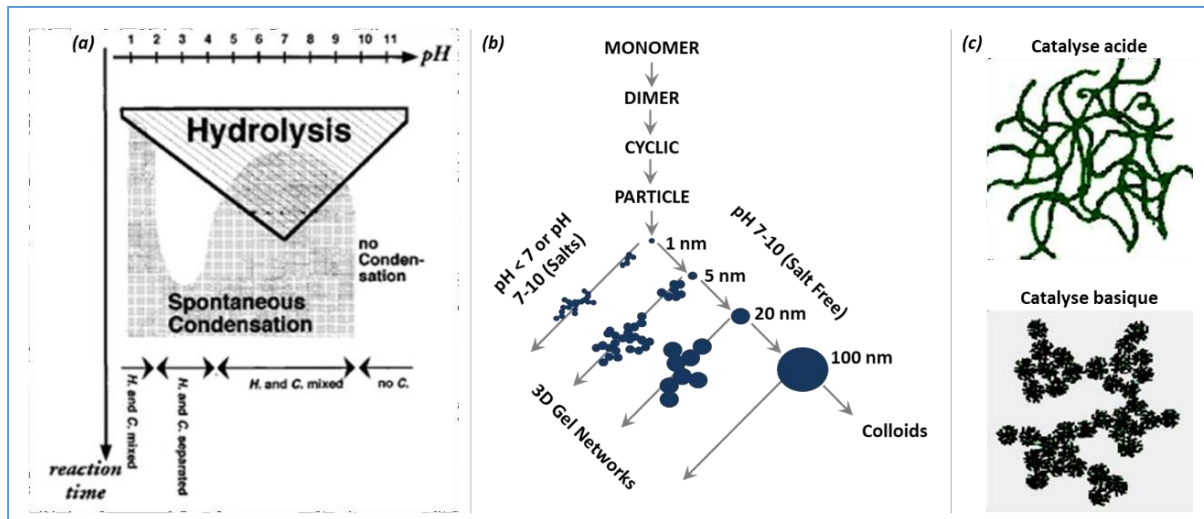 (a)
1 2 3 4 5 6 7 8 9 10 11
pH
Hydrolysis
no
Conden-
sation
Spontaneous
Condensation
H. and C. mixed
H. and C. separated
H. and C. mixed
no C.
reaction
time
(b)
MONOMER
DIMER
CYCLIC
PARTICLE
pH < 7 or pH
7-10 (Salts)
pH 7-10 (Salt Free)
1 nm
5 nm
20 nm
100 nm
3D Gel Networks
Colloids
(c)
Catalyse acide
Catalyse basique